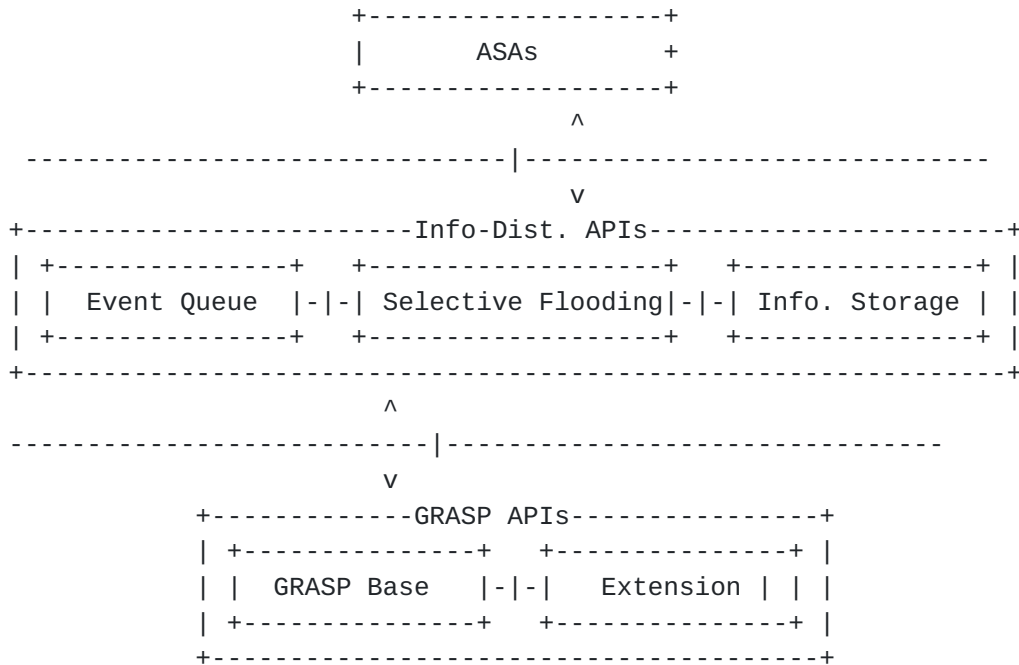 ASAs
Info-Dist. APIs
Event Queue Selective Flooding Info. Storage
GRASP APIs
GRASP Base Extension